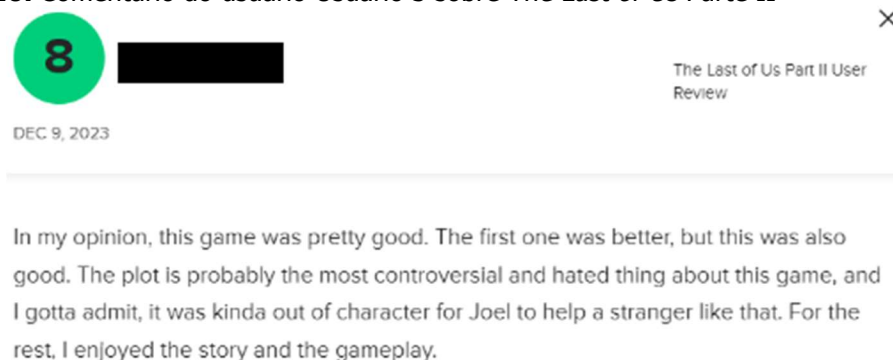 Comentário do usuário Usuário 8 sobre The Last of Us Parte II
8
The Last of Us Part II User
Review
DEC 9, 2023
In my opinion, this game was pretty good. The first one was better, but this was also
good. The plot is probably the most controversial and hated thing about this game, and
I gotta admit, it was kinda out of character for Joel to help a stranger like that. For the
rest, I enjoyed the story and the gameplay.